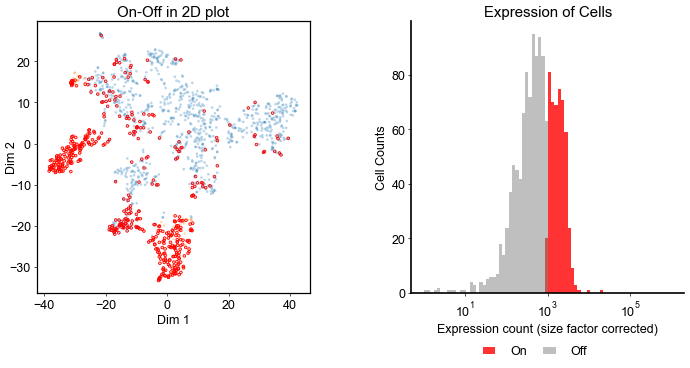 On-Off in 2D plot
20
10
0
−10
−20
−30
Dim 2
−40
−20
0
20
40
Dim 1
Expression of Cells
80
60
40
20
0
Cell Counts
10^1
10^3
10^5
Expression count (size factor corrected)
On
Off